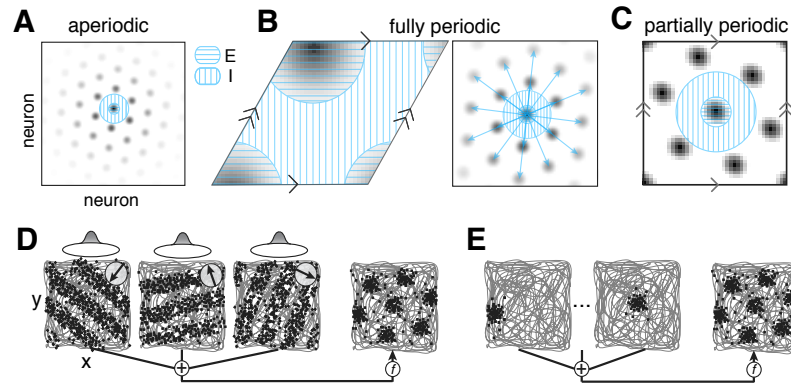 A aperiodic
E
I
neuron
neuron
B fully periodic
C partially periodic
D
y
x
+
f
E
...
+
f